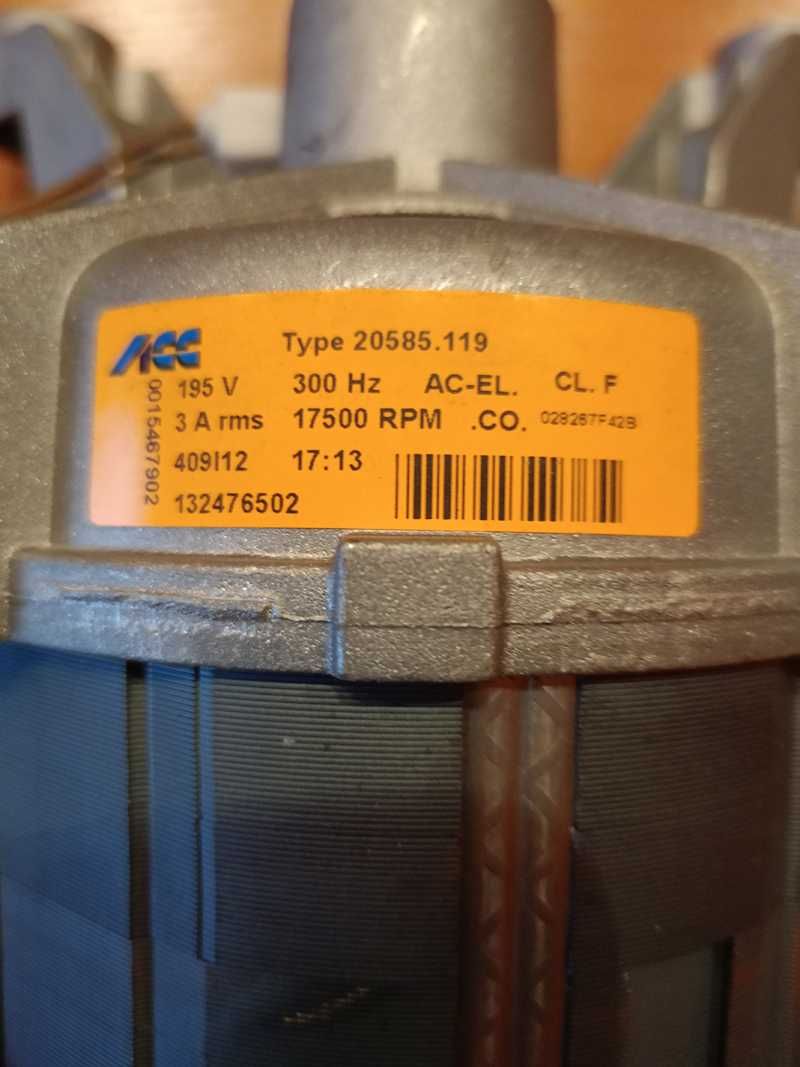 ACC
Type 20585.119
195 V 300 Hz AC-EL. CL. F
3 A rms 17500 RPM .CO. 028267F42B
409I12 17:13
132476502
0015467902